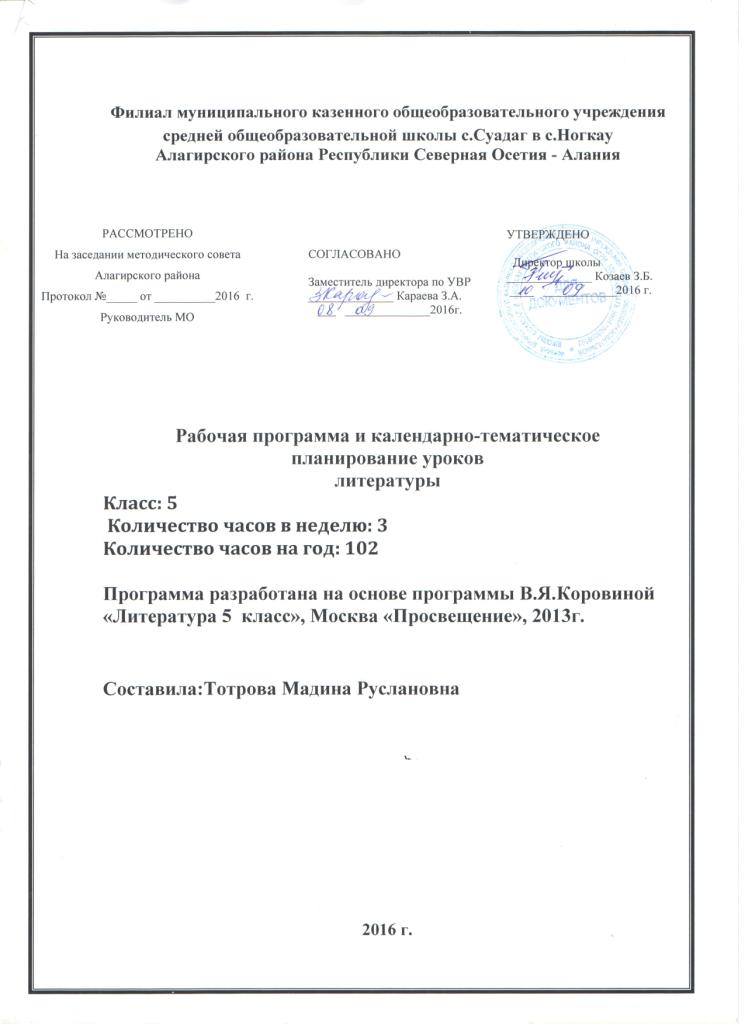 Филиал муниципального казенного общеобразовательного учреждения
средней общеобразовательной школы с.Суадаг в с.Ногкау
Алагирского района Республики Северная Осетия - Алания
РАССМОТРЕНО
На заседании методического совета
Алагирского района
Протокол №_____ от __________2016 г.
Руководитель МО
СОГЛАСОВАНО
Заместитель директора по УВР
Караева З.А.
08 09 2016г.
УТВЕРЖДЕНО
Директор школы
Козаев З.Б.
10 09 2016 г.
ДОКУМЕНТОВ
Рабочая программа и календарно-тематическое
планирование уроков
литературы
Класс: 5
Количество часов в неделю: 3
Количество часов на год: 102
Программа разработана на основе программы В.Я.Коровиной
«Литература 5 класс», Москва «Просвещение», 2013г.
Составила:Тотрова Мадина Руслановна
2016 г.